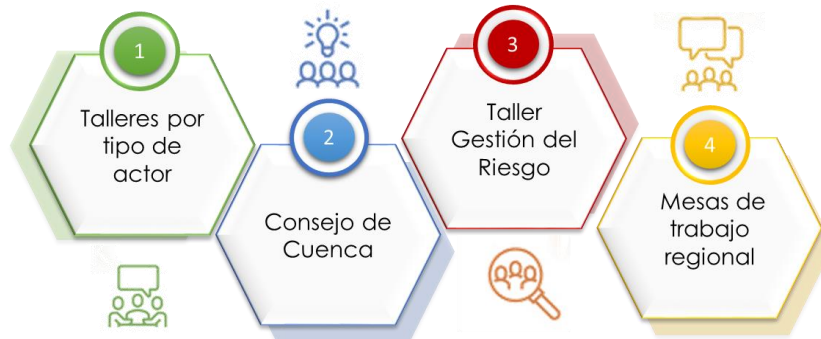 1
Talleres por
tipo de
actor
2
Consejo de
Cuenca
3
Taller
Gestión del
Riesgo
4
Mesas de
trabajo
regional